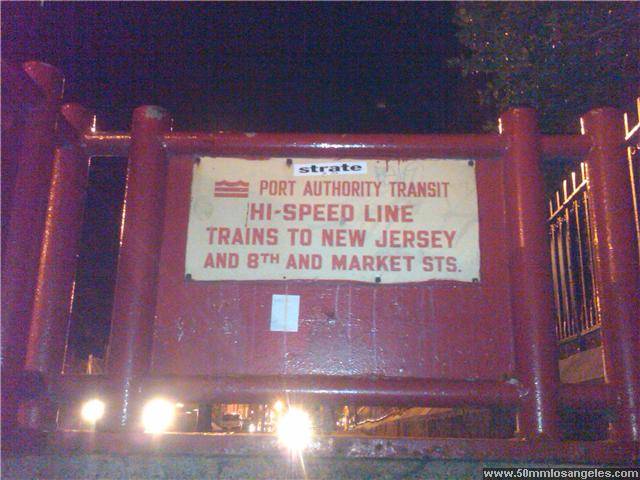 strate
PORT AUTHORITY TRANSIT
HI-SPEED LINE
TRAINS TO NEW JERSEY
AND 8TH AND MARKET STS.
www.50mmlosangeles.com